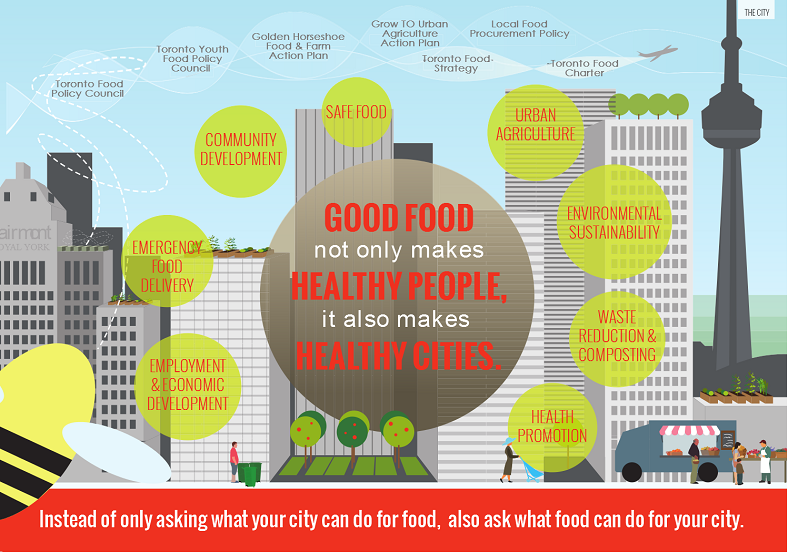 THE CITY
Toronto Food
Policy Council
Toronto Youth
Food Policy
Council
Golden Horseshoe
Food & Farm
Action Plan
Grow TO Urban
Agriculture
Action Plan
Toronto Food
Strategy
Local Food
Procurement Policy
-Toronto Food
Charter
SAFE FOOD
COMMUNITY
DEVELOPMENT
URBAN
AGRICULTURE
ENVIRONMENTAL
SUSTAINABILITY
EMERGENCY
FOOD
DELIVERY
airmont
OYAL YORK
GOOD FOOD
not only makes
HEALTHY PEOPLE,
it also makes
HEALTHY CITIES.
WASTE
REDUCTION &
COMPOSTING
EMPLOYMENT
& ECONOMIC
DEVELOPMENT
HEALTH
PROMOTION
Instead of only asking what your city can do for food, also ask what food can do for your city.